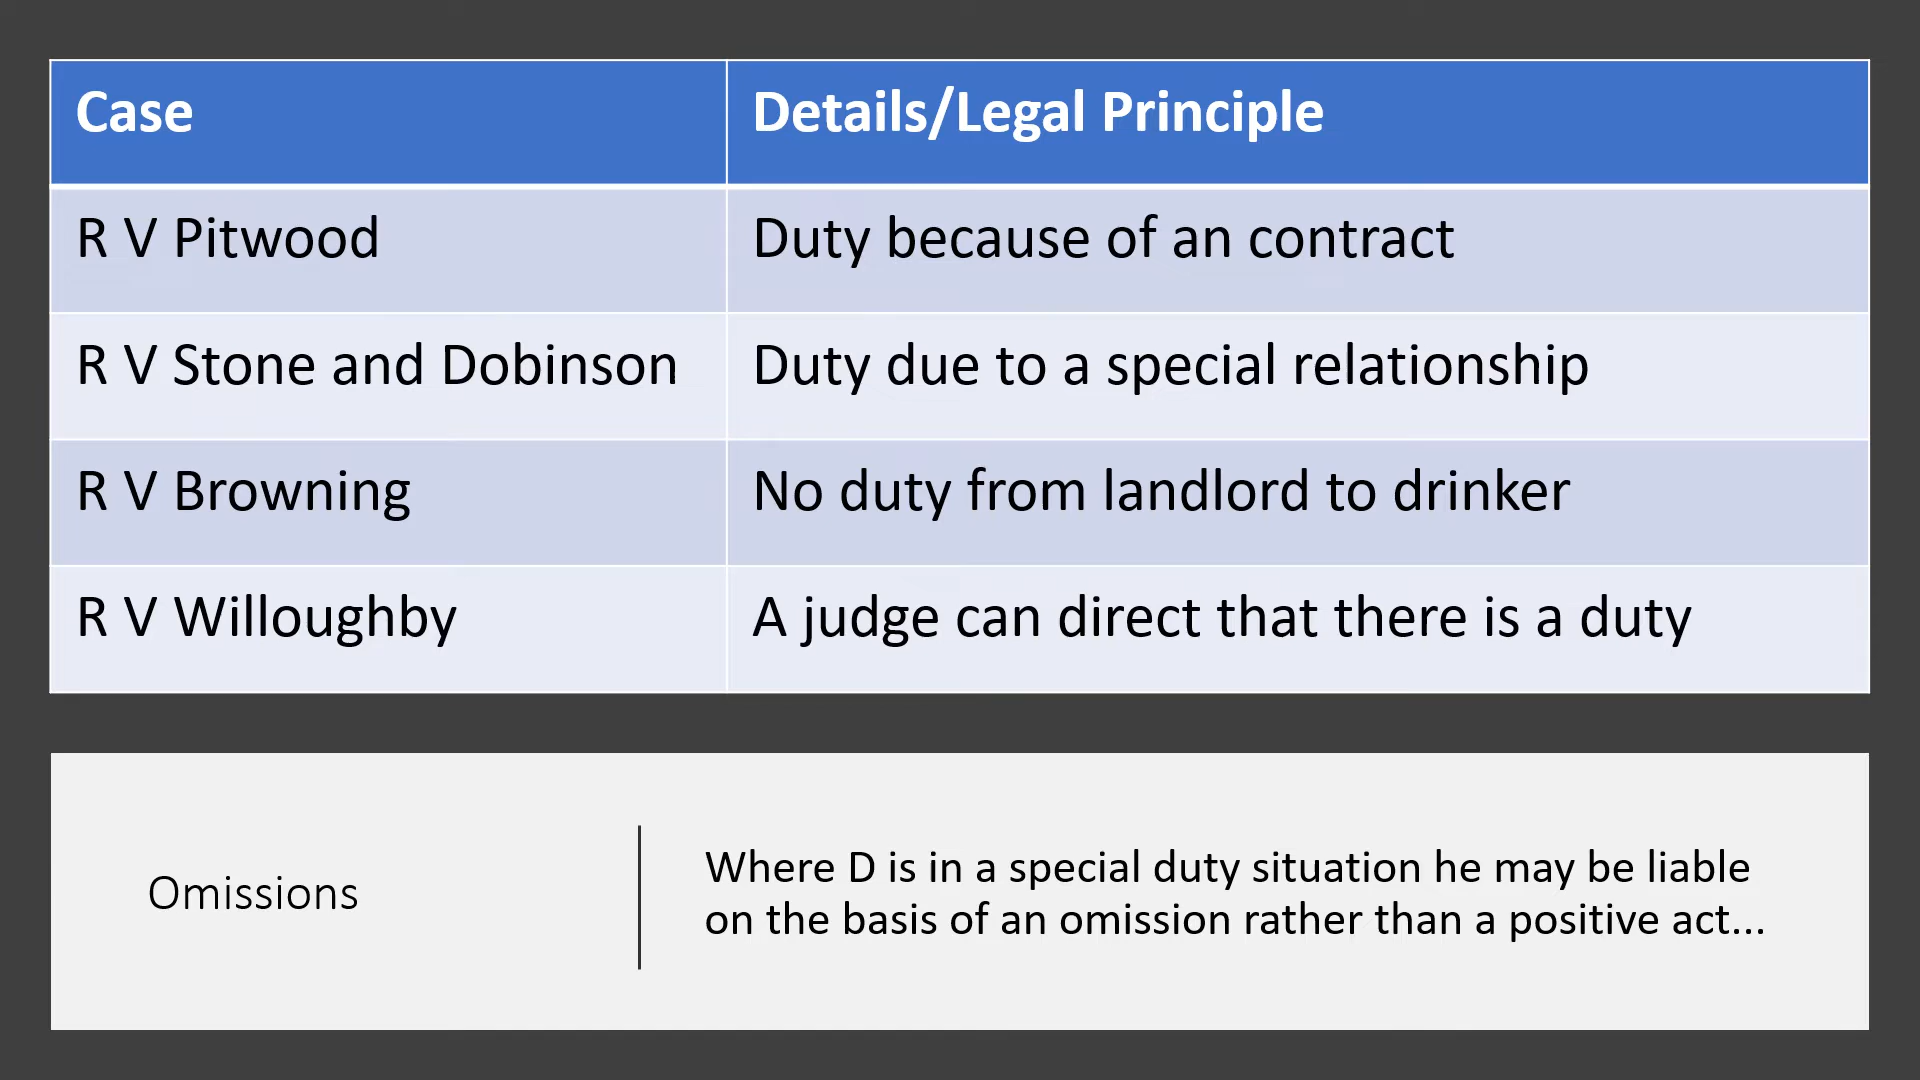 Case
Details/Legal Principle
R V Pitwood
Duty because of an contract
R V Stone and Dobinson
Duty due to a special relationship
R V Browning
No duty from landlord to drinker
R V Willoughby
A judge can direct that there is a duty
Omissions
Where D is in a special duty situation he may be liable
on the basis of an omission rather than a positive act...